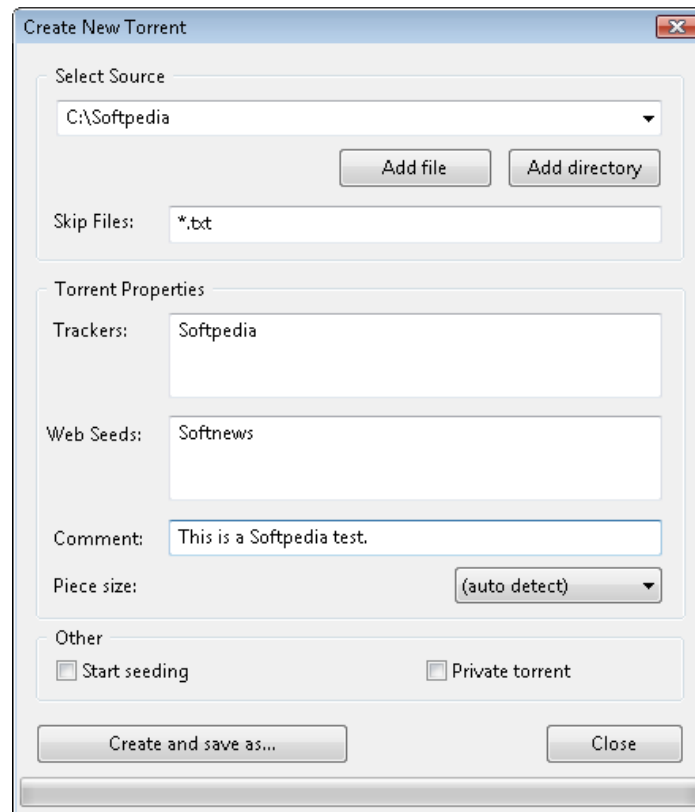 Create New Torrent
Select Source
C:\Softpedia
Add file Add directory
Skip Files: *.txt
Torrent Properties
Trackers: Softpedia
Web Seeds: Softnews
Comment: This is a Softpedia test.
Piece size: (auto detect)
Other
Start seeding Private torrent
Create and save as... Close